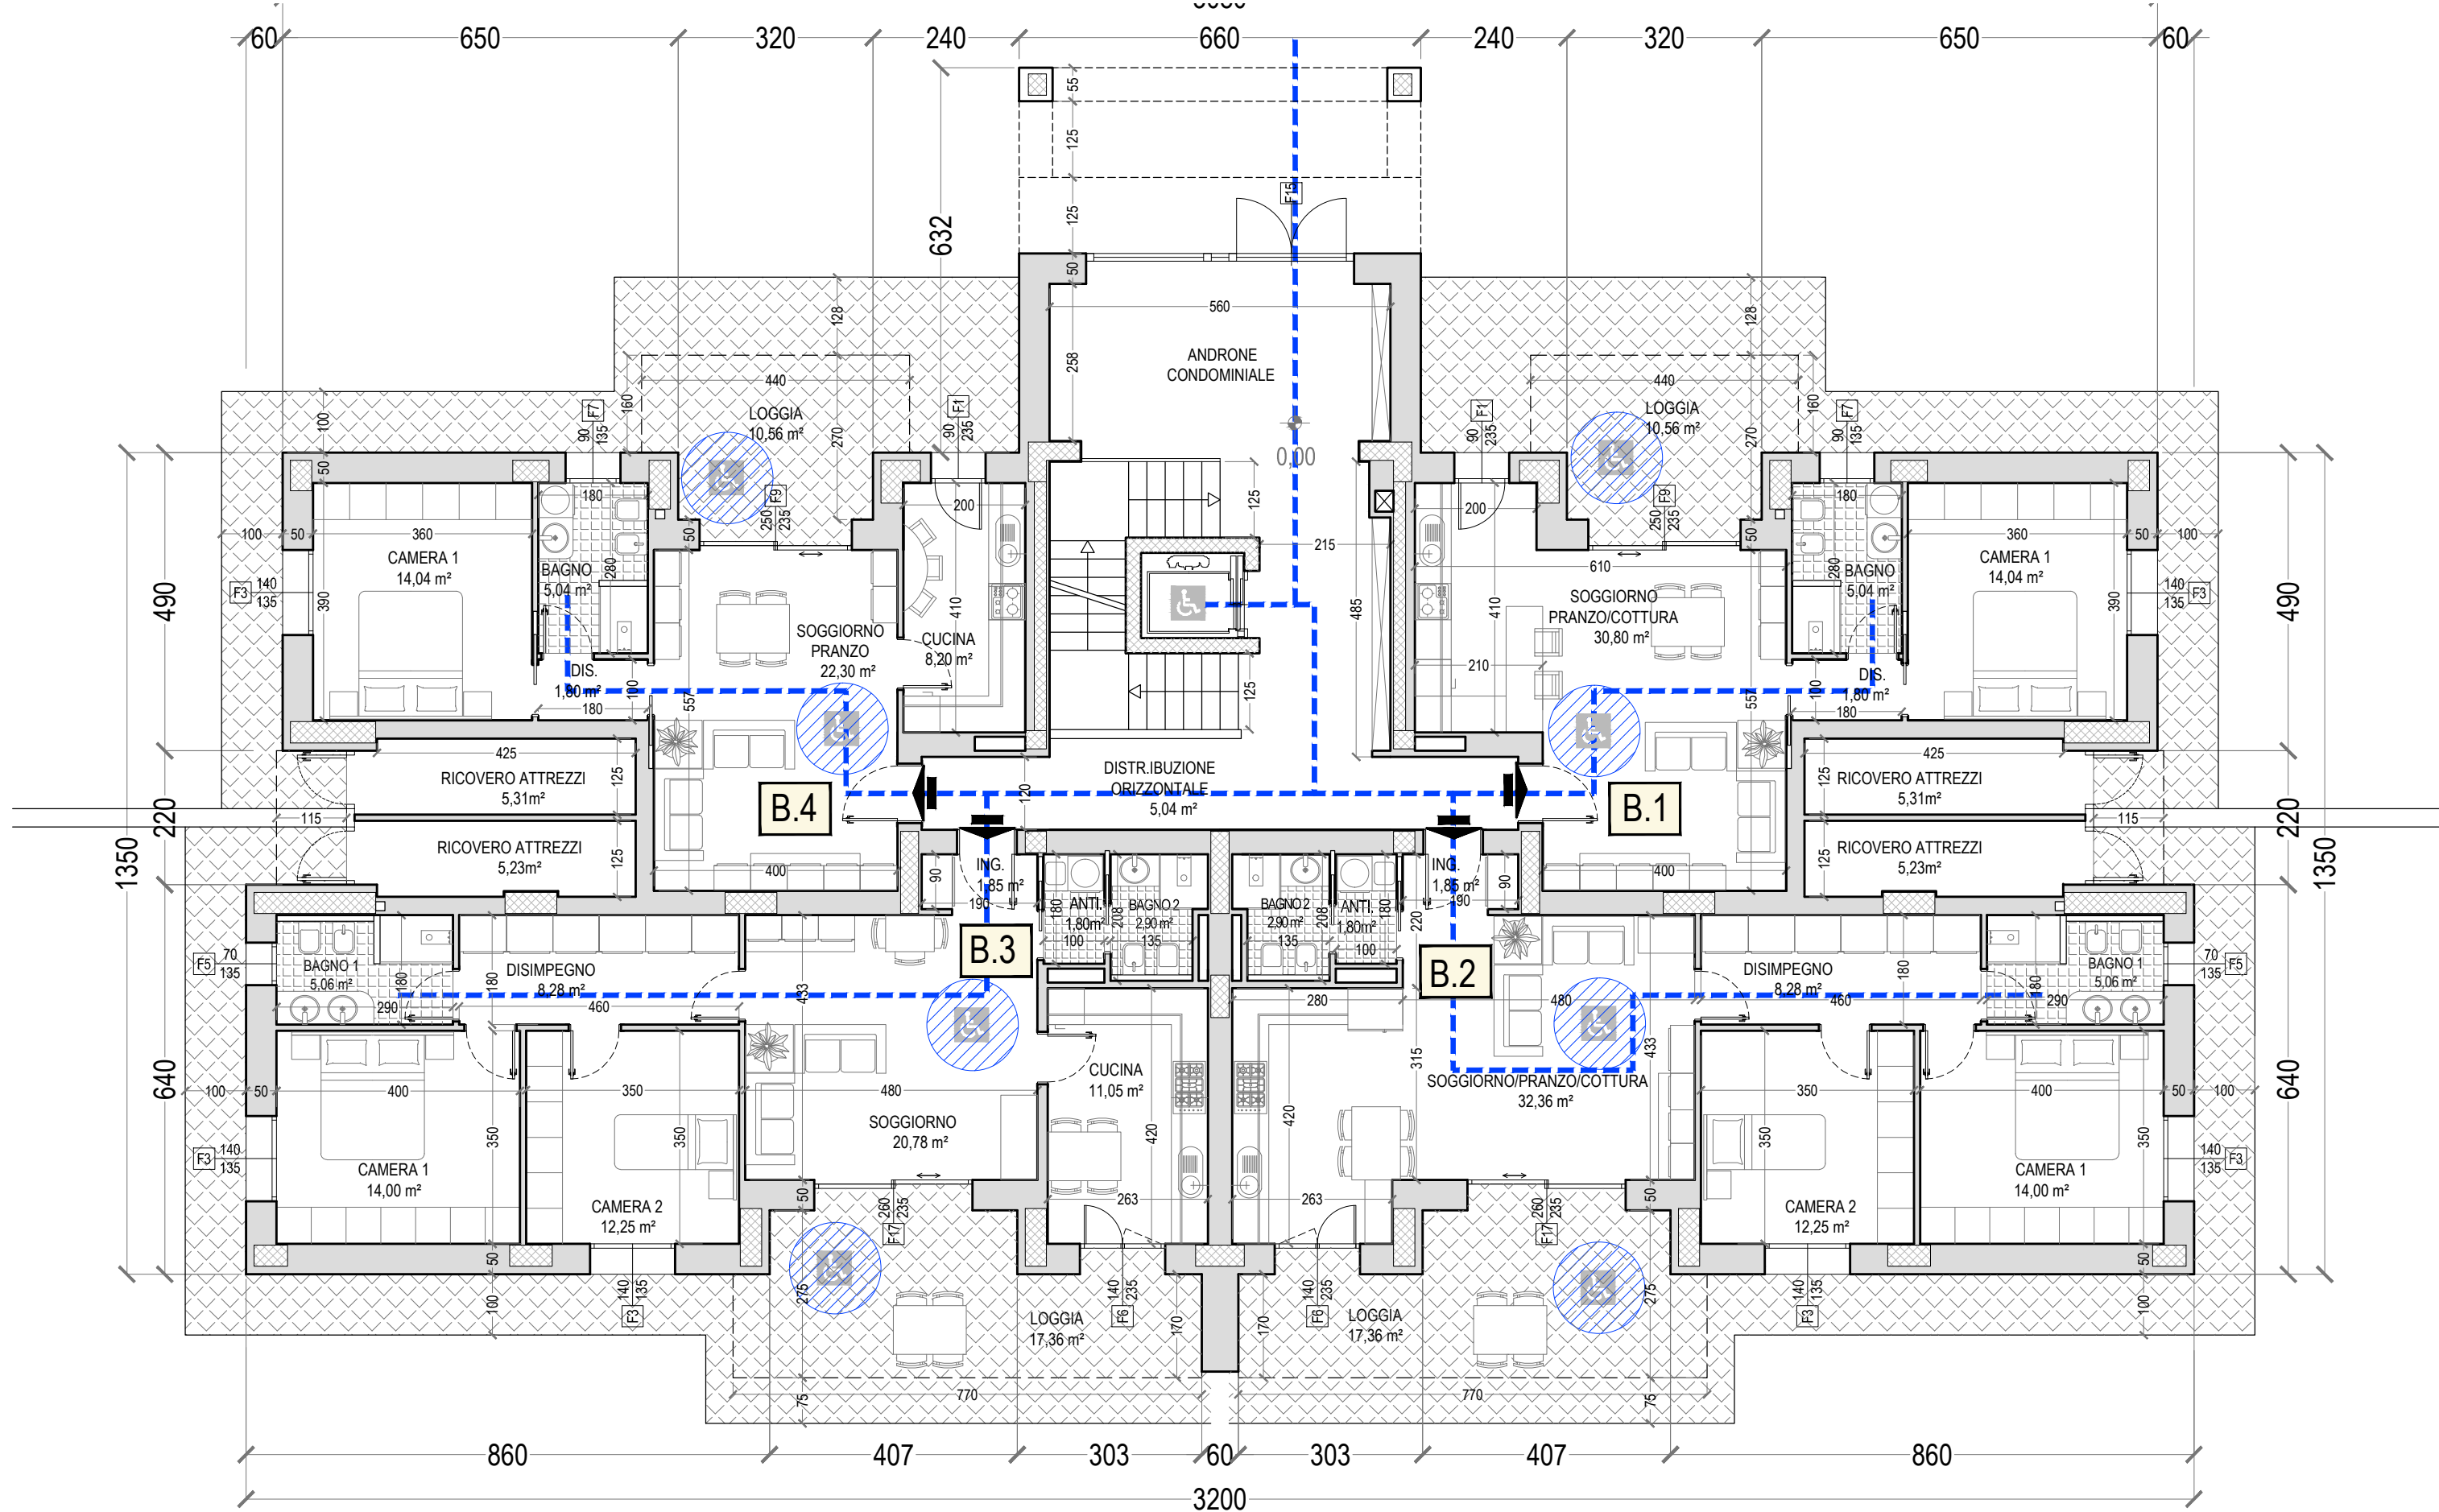 60 650 320 240 660 240 320 650 60
55
125
125
632
F15
50
560
128
128
258
ANDRONE
CONDOMINIALE
440
440
160
160
LOGGIA
10,56 m²
LOGGIA
10,56 m²
F7
90
135
F1
90
235
F1
90
235
F7
90
135
100
270
270
0,00
50
180
200
125
200
180
F9
250
235
F9
250
235
50
50
100 50 360
215
360 50 100
CAMERA 1
14,04 m²
CAMERA 1
14,04 m²
BAGNO
5,04 m²
280
BAGNO
5,04 m²
280
610
F3
140
135
F3
140
135
390
390
490
490
410
410
485
SOGGIORNO
PRANZO
22,30 m²
CUCINA
8,20 m²
SOGGIORNO
PRANZO/COTTURA
30,80 m²
210
DIS.
1,80 m²
DIS.
1,80 m²
100
100
180
180
557
557
125
425
425
RICOVERO ATTREZZI
5,31m²
RICOVERO ATTREZZI
5,31m²
125
125
DISTR.IBUZIONE
ORIZZONTALE
5,04 m²
120
B.4
B.1
115
115
220
220
1350
1350
RICOVERO ATTREZZI
5,23m²
RICOVERO ATTREZZI
5,23m²
125
125
400
400
ING.
1,85 m²
ING.
1,85 m²
90
90
190
190
ANTI.
1,80m²
100
180
BAGNO 2
2,90 m²
135
208
BAGNO 2
2,90 m²
135
208
ANTI.
1,80m²
100
180
220
B.3
B.2
F5
70
135
F5
70
135
BAGNO 1
5,06 m²
180
290
BAGNO 1
5,06 m²
180
290
DISIMPEGNO
8,28 m²
180
460
DISIMPEGNO
8,28 m²
180
460
433
433
280
480
315
640
640
100 50 400 350 480
350 400 50 100
CUCINA
11,05 m²
SOGGIORNO/PRANZO/COTTURA
32,36 m²
SOGGIORNO
20,78 m²
350
350
350
350
420
420
F3
140
135
F3
140
135
CAMERA 1
14,00 m²
CAMERA 1
14,00 m²
CAMERA 2
12,25 m²
CAMERA 2
12,25 m²
263
263
50
50
F17
260
235
F17
260
235
50
50
100
100
F3
140
135
F3
140
135
275
275
LOGGIA
17,36 m²
LOGGIA
17,36 m²
F6
140
235
F6
140
235
170
170
770
770
75
75
860 407 303 60 303 407 860
3200